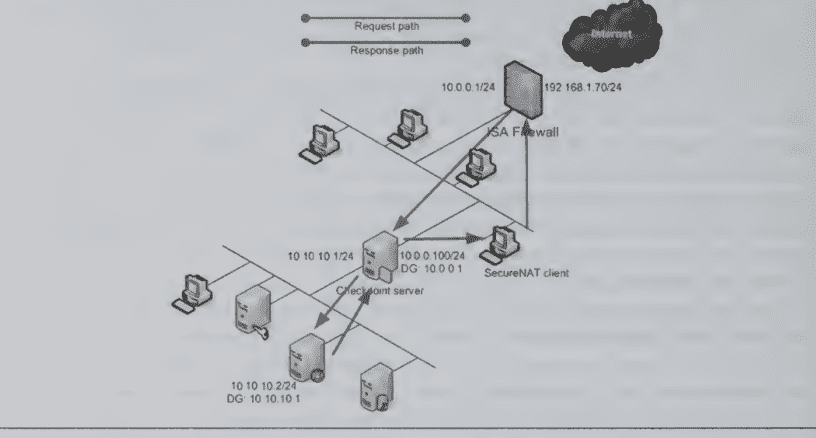 Request path
Response path
Internet
10.0.0.1/24
192 168.1.70/24
ISA Firewall
10 10 10 1/24
10 0 0.100/24
DG: 10.0 0 1
SecureNAT client
Checkpoint server
10 10 10.2/24
DG: 10 10.10 1